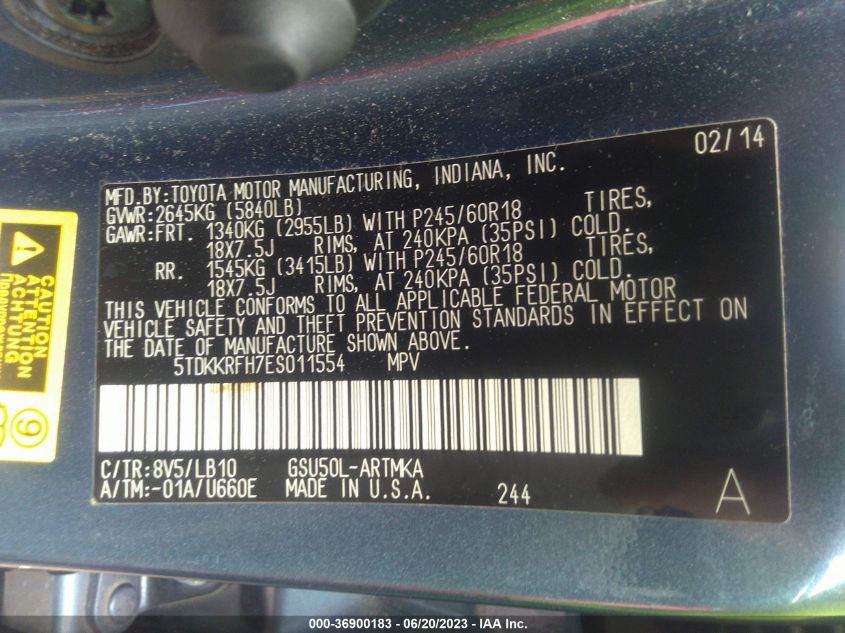 02/14
MFD.BY:TOYOTA MOTOR MANUFACTURING, INDIANA, INC.
GVWR:2645KG (5840LB)
GAWR:FRT. 1340KG (2955LB) WITH P245/60R18 TIRES,
18X7.5J RIMS, AT 240KPA (35PSI) COLD.
RR. 1545KG (3415LB) WITH P245/60R18 TIRES,
18X7.5J RIMS, AT 240KPA (35PSI) COLD.
THIS VEHICLE CONFORMS TO ALL APPLICABLE FEDERAL MOTOR
VEHICLE SAFETY AND THEFT PREVENTION STANDARDS IN EFFECT ON
THE DATE OF MANUFACTURE SHOWN ABOVE.
5TDKKRFH7ES011554 MPV
C/TR:8V5/LB10 GSU50L-ARTMKA
A/TM:-01A/U660E MADE IN U.S.A. 244 A
CAUTION
ATTENTION
ACHTUNG
9
000-36900183 - 06/20/2023 - IAA Inc.